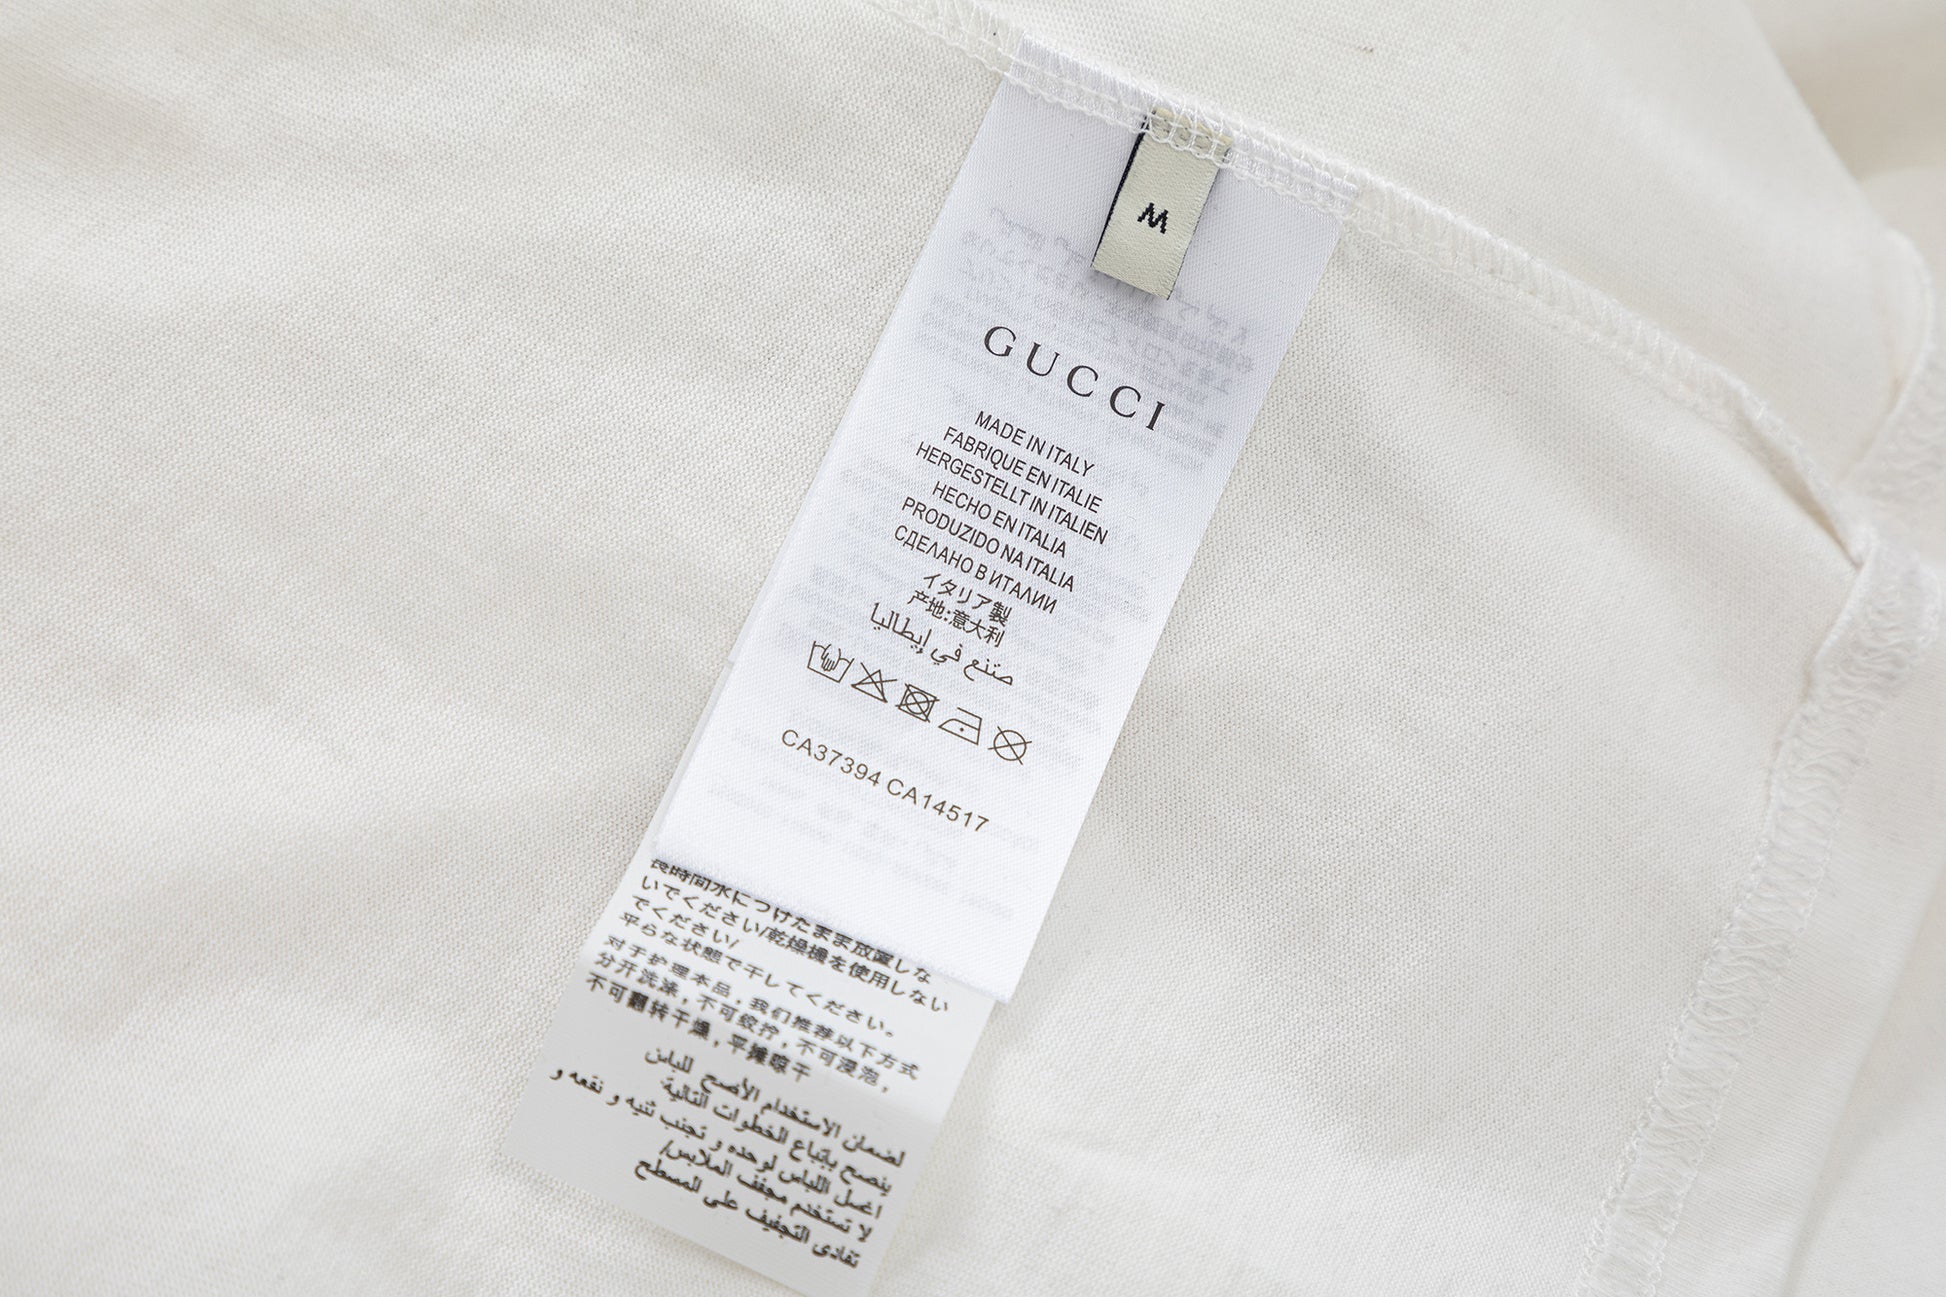 M
GUCCI
MADE IN ITALY
FABRIQUE EN ITALIE
HERGESTELLT IN ITALIEN
HECHO EN ITALIA
PRODUZIDO NA ITALIA
СДЕЛАНО В ИТАЛИИ
イタリア製
产地:意大利
صتنع في إيطاليا
CA37394 CA14517
長時間水につけたまま放置しな
いでください/乾燥機を使用しない
でください/
平らな状態で干してください。
对于护理本品，我们推荐以下方式
分开洗涤，不可绞拧，不可浸泡，
不可翻转干燥，平摊晾干
لضمان الاستخدام الأصح للباس
ينصح بإتباع الخطوات التالية:
اغسل اللباس لوحده و تجنب ثنيه و نقعه و
لا تستخدم مجفف الملابس/
تفادى التجفيف على المسطح